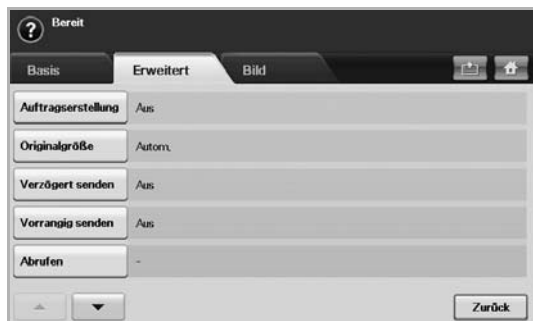 Bereit
Basis Erweitert Bild
Auftragserstellung Aus
Originalgröße Autom.
Verzögert senden Aus
Vorrangig senden Aus
Abrufen -
Zurück